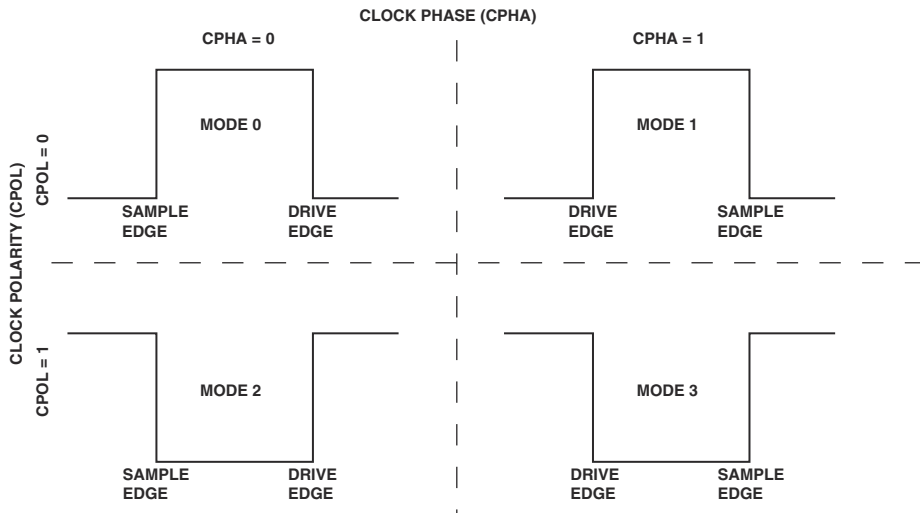 CLOCK PHASE (CPHA)
CPHA = 0
CPHA = 1
CLOCK POLARITY (CPOL)
CPOL = 0
MODE 0
SAMPLE
EDGE
DRIVE
EDGE
MODE 1
DRIVE
EDGE
SAMPLE
EDGE
CPOL = 1
MODE 2
SAMPLE
EDGE
DRIVE
EDGE
MODE 3
DRIVE
EDGE
SAMPLE
EDGE